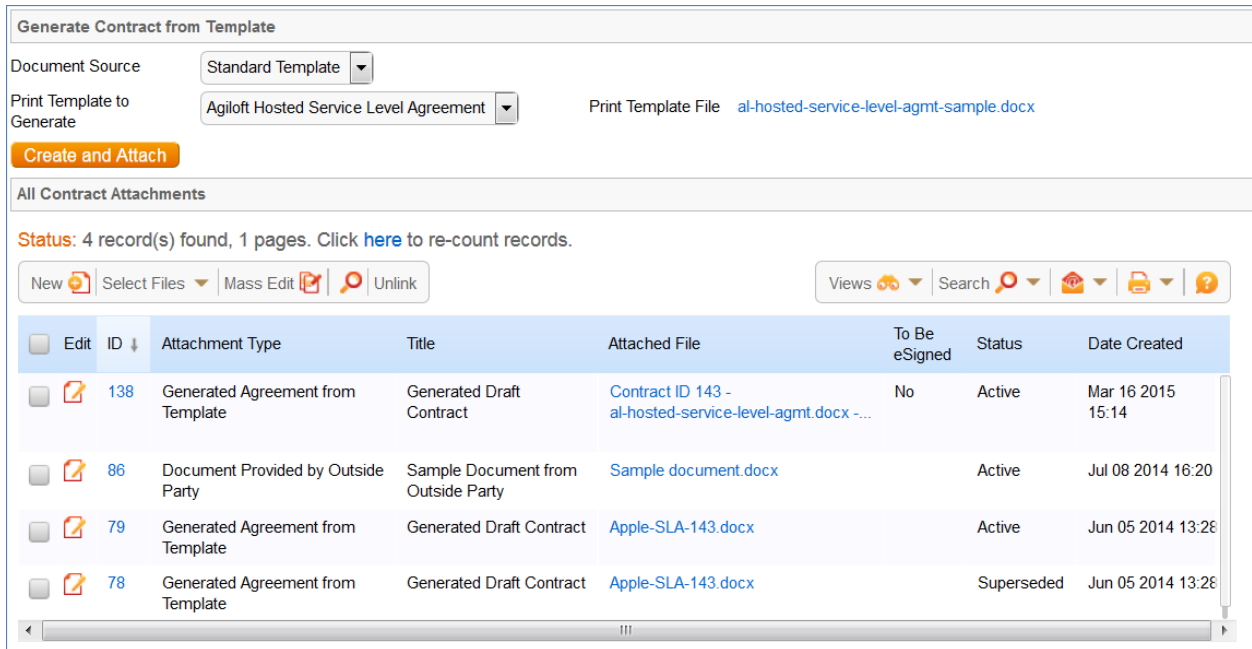 Generate Contract from Template
Document Source Standard Template
Print Template to Generate Agiloft Hosted Service Level Agreement Print Template File al-hosted-service-level-agmt-sample.docx
Create and Attach
All Contract Attachments
Status: 4 record(s) found, 1 pages. Click here to re-count records.
New Select Files Mass Edit Unlink Views Search
Edit ID Attachment Type Title Attached File To Be eSigned Status Date Created
138 Generated Agreement from Template Generated Draft Contract Contract ID 143 - al-hosted-service-level-agmt.docx -... No Active Mar 16 2015 15:14
86 Document Provided by Outside Party Sample Document from Outside Party Sample document.docx Active Jul 08 2014 16:20
79 Generated Agreement from Template Generated Draft Contract Apple-SLA-143.docx Active Jun 05 2014 13:28
78 Generated Agreement from Template Generated Draft Contract Apple-SLA-143.docx Superseded Jun 05 2014 13:28